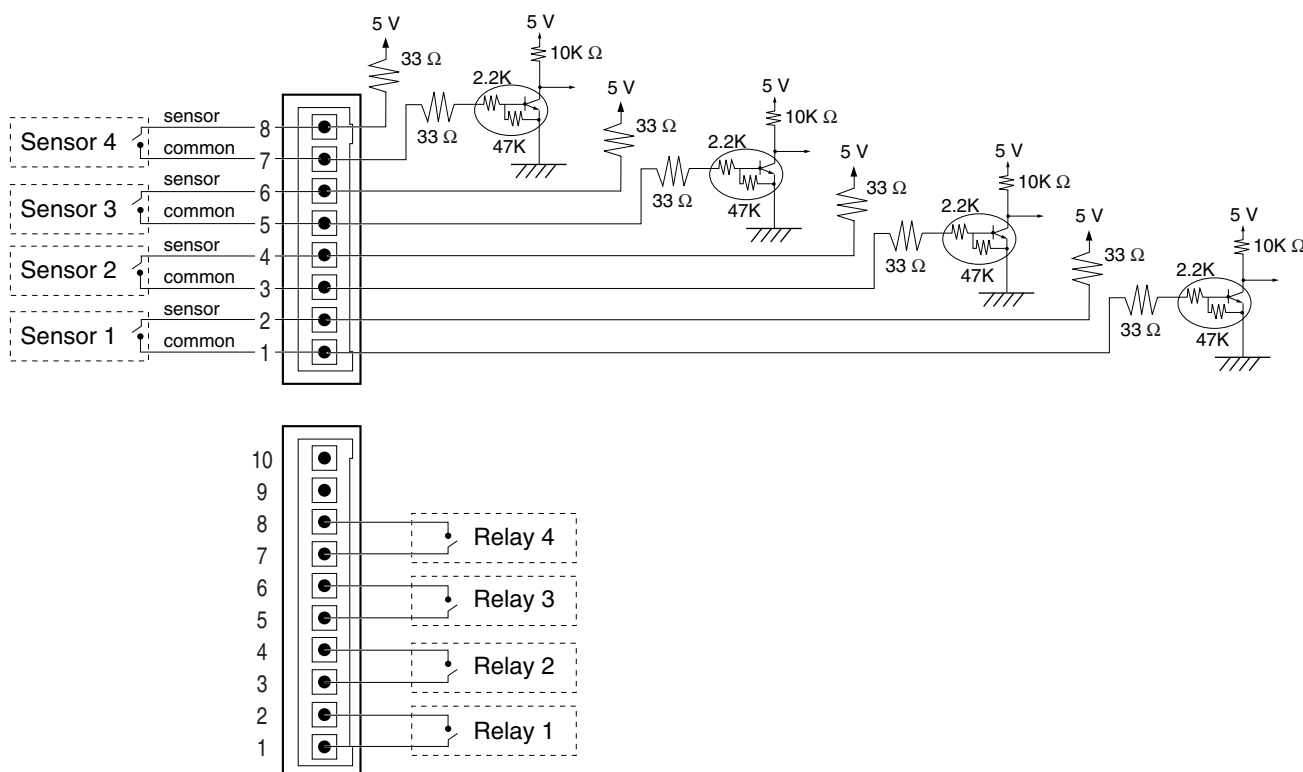 5 V
33 Ω
5 V
10K Ω
2.2K
33 Ω
47K
5 V
33 Ω
5 V
10K Ω
2.2K
33 Ω
47K
5 V
33 Ω
5 V
10K Ω
2.2K
33 Ω
47K
5 V
33 Ω
5 V
10K Ω
2.2K
33 Ω
47K
Sensor 4
sensor 8
common 7
Sensor 3
sensor 6
common 5
Sensor 2
sensor 4
common 3
Sensor 1
sensor 2
common 1
10
9
8
7
Relay 4
6
5
Relay 3
4
3
Relay 2
2
1
Relay 1